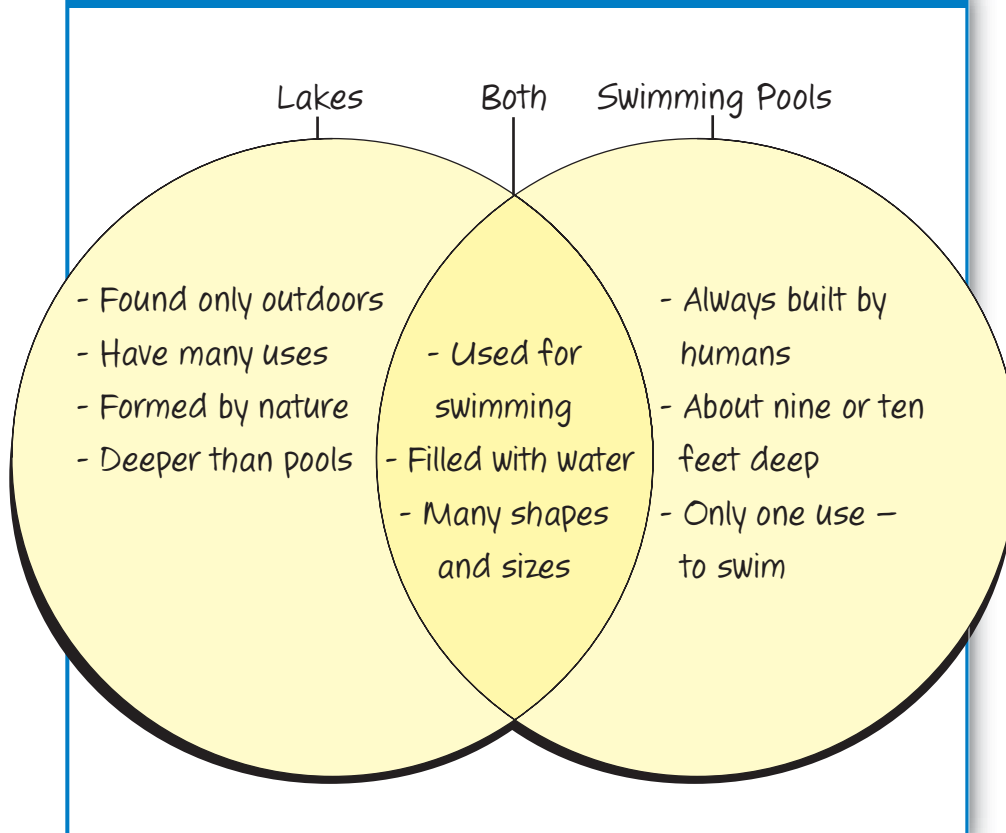 Lakes
Both
Swimming Pools
- Found only outdoors
- Have many uses
- Formed by nature
- Deeper than pools
- Used for
swimming
- Filled with water
- Many shapes
and sizes
- Always built by
humans
- About nine or ten
feet deep
- Only one use –
to swim